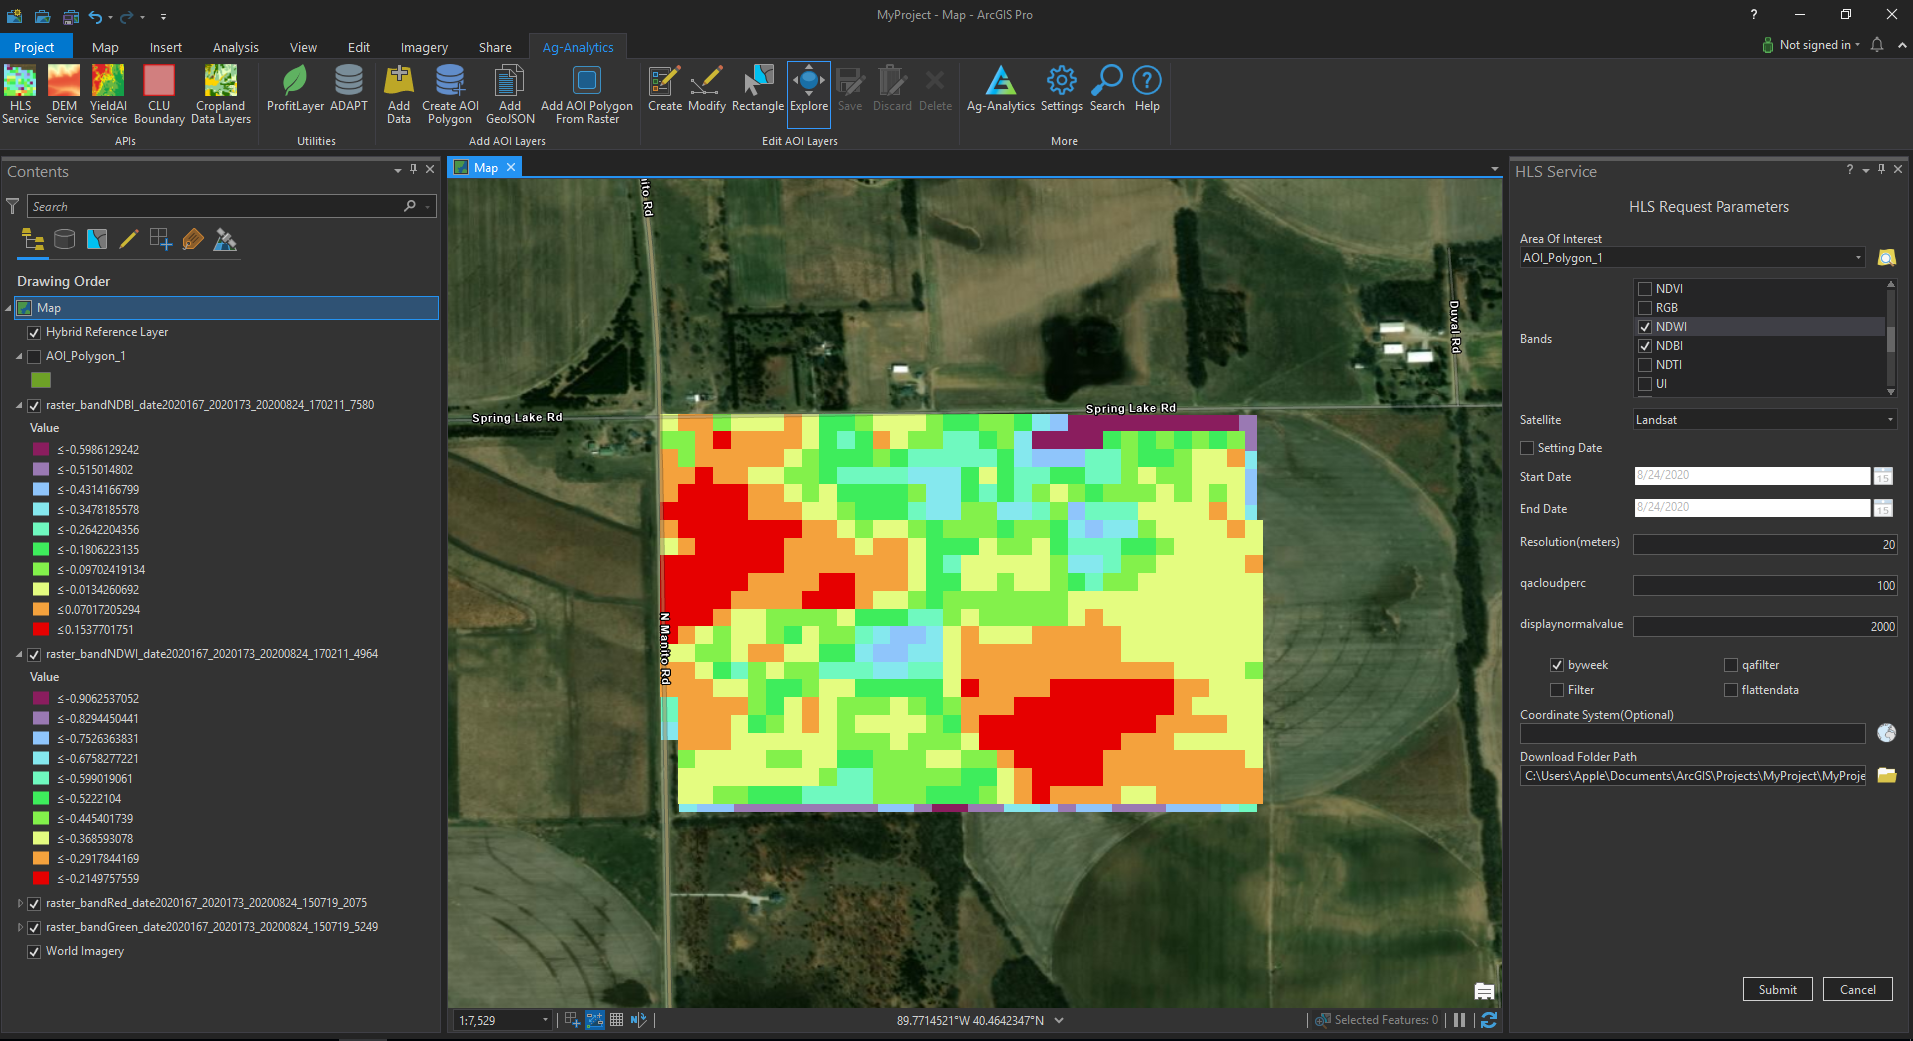 MyProject - Map - ArcGIS Pro
?
Project Map Insert Analysis View Edit Imagery Share Ag-Analytics
Not signed in
HLS Service
DEM Service
YieldAI Service
CLU Boundary
Cropland Data Layers
APIs
ProfitLayer
ADAPT
Utilities
Add Data
Create AOI Polygon
Add GeoJSON
Add AOI Polygon From Raster
Add AOI Layers
Create
Modify
Rectangle
Explore
Save
Discard
Delete
Edit AOI Layers
Ag-Analytics
Settings
Search
Help
More
Contents
Search
Drawing Order
Map
Hybrid Reference Layer
AOI_Polygon_1
raster_bandNDBI_date2020167_2020173_20200824_170211_7580
Value
≤-0.5986129242
≤-0.515014802
≤-0.4314166799
≤-0.3478185578
≤-0.2642204356
≤-0.1806223135
≤-0.09702419134
≤-0.0134260692
≤0.07017205294
≤0.1537701751
raster_bandNDWI_date2020167_2020173_20200824_170211_4964
Value
≤-0.9062537052
≤-0.8294450441
≤-0.7526363831
≤-0.6758277221
≤-0.599019061
≤-0.5222104
≤-0.445401739
≤-0.368593078
≤-0.2917844169
≤-0.2149757559
raster_bandRed_date2020167_2020173_20200824_150719_2075
raster_bandGreen_date2020167_2020173_20200824_150719_5249
World Imagery
Map
ito Rd
Duval Rd
Spring Lake Rd
Spring Lake Rd
N Manito Rd
1:7,529
89.7714521°W 40.4642347°N
Selected Features: 0
HLS Service
?
HLS Request Parameters
Area Of Interest
AOI_Polygon_1
Bands
NDVI
RGB
NDWI
NDBI
NDTI
UI
Satellite
Landsat
Setting Date
Start Date
8/24/2020
15
End Date
8/24/2020
15
Resolution(meters)
20
qacloudperc
100
displaynormalvalue
2000
byweek
qafilter
Filter
flattendata
Coordinate System(Optional)
Download Folder Path
C:\Users\Apple\Documents\ArcGIS\Projects\MyProject\MyProje
Submit
Cancel